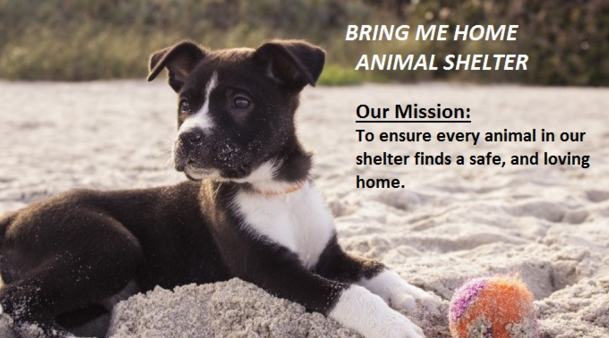 BRING ME HOME
ANIMAL SHELTER
Our Mission:
To ensure every animal in our
shelter finds a safe, and loving
home.